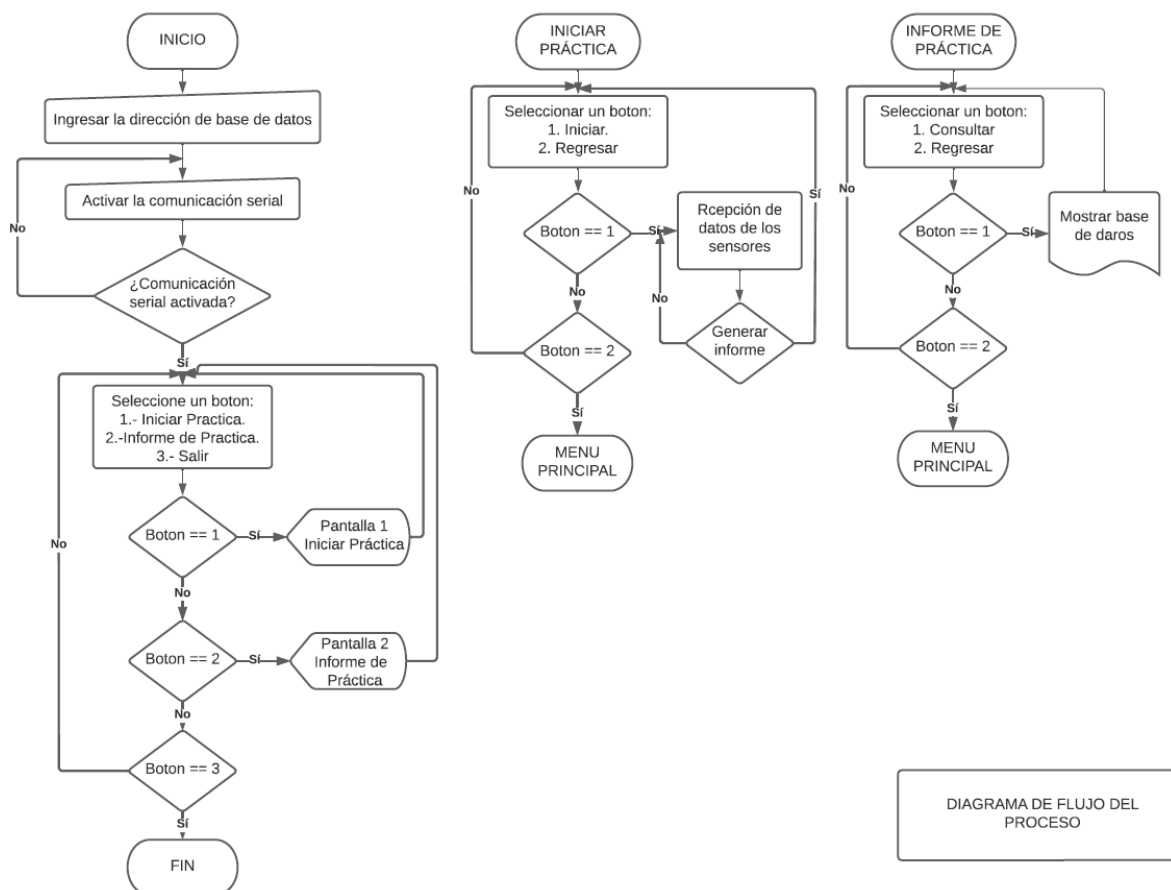 INICIO
Ingresar la dirección de base de datos
Activar la comunicación serial
No
¿Comunicación
serial activada?
Sí
Seleccione un boton:
1.- Iniciar Practica.
2.-Informe de Practica.
3.- Salir
No
Boton == 1
Sí
Pantalla 1
Iniciar Práctica
No
Boton == 2
Sí
Pantalla 2
Informe de
Práctica
No
Boton == 3
Sí
FIN
INICIAR
PRÁCTICA
Seleccionar un boton:
1. Iniciar.
2. Regresar
No
Sí
Boton == 1
Sí
Rcepción de
datos de los
sensores
No
No
Generar
informe
Boton == 2
Sí
MENU
PRINCIPAL
INFORME DE
PRÁCTICA
Seleccionar un boton:
1. Consultar
2. Regresar
No
Boton == 1
Sí
Mostrar base
de daros
No
Boton == 2
Sí
MENU
PRINCIPAL
DIAGRAMA DE FLUJO DEL
PROCESO